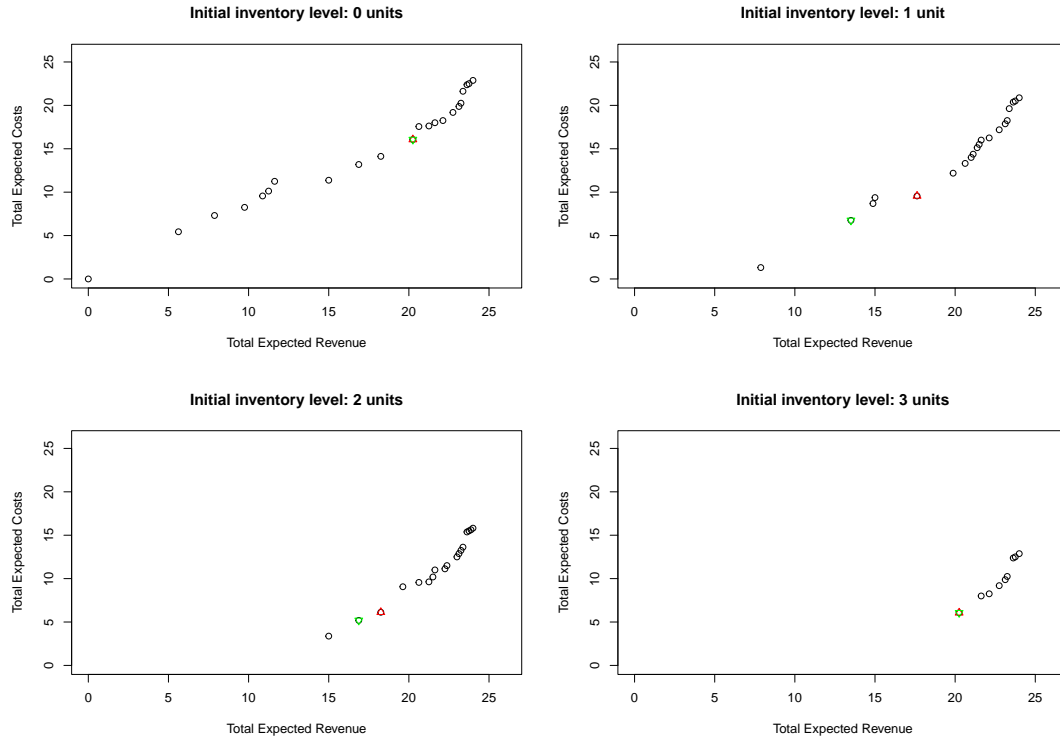 Initial inventory level: 0 units
Total Expected Costs
25
20
15
10
5
0
0 5 10 15 20 25
Total Expected Revenue
Initial inventory level: 1 unit
Total Expected Costs
25
20
15
10
5
0
0 5 10 15 20 25
Total Expected Revenue
Initial inventory level: 2 units
Total Expected Costs
25
20
15
10
5
0
0 5 10 15 20 25
Total Expected Revenue
Initial inventory level: 3 units
Total Expected Costs
25
20
15
10
5
0
0 5 10 15 20 25
Total Expected Revenue